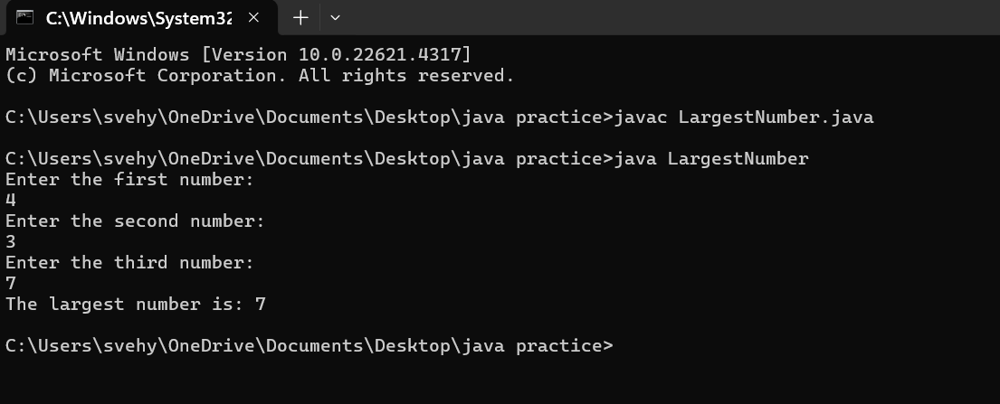 C:\Windows\System32
Microsoft Windows [Version 10.0.22621.4317]
(c) Microsoft Corporation. All rights reserved.
C:\Users\svehy\OneDrive\Documents\Desktop\java practice>javac LargestNumber.java
C:\Users\svehy\OneDrive\Documents\Desktop\java practice>java LargestNumber
Enter the first number:
4
Enter the second number:
3
Enter the third number:
7
The largest number is: 7
C:\Users\svehy\OneDrive\Documents\Desktop\java practice>